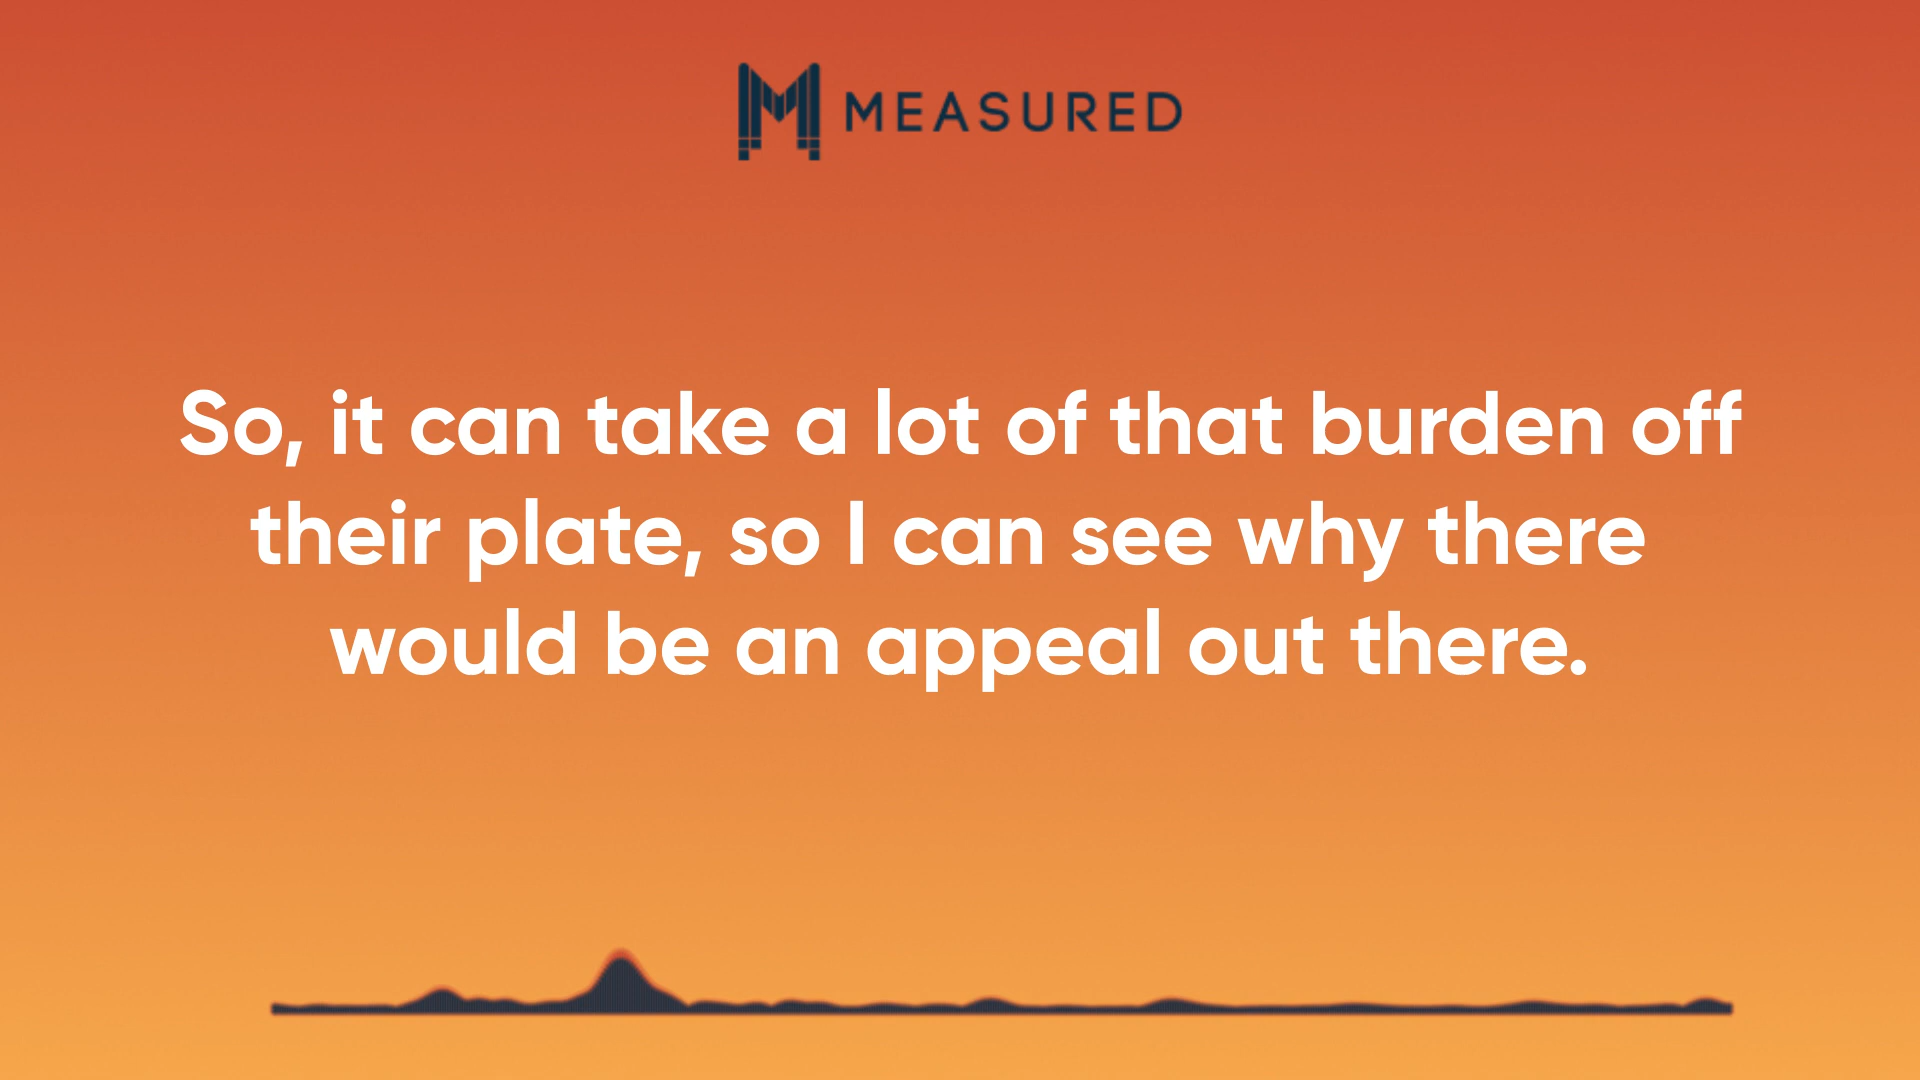 MEASURED
So, it can take a lot of that burden off
their plate, so I can see why there
would be an appeal out there.